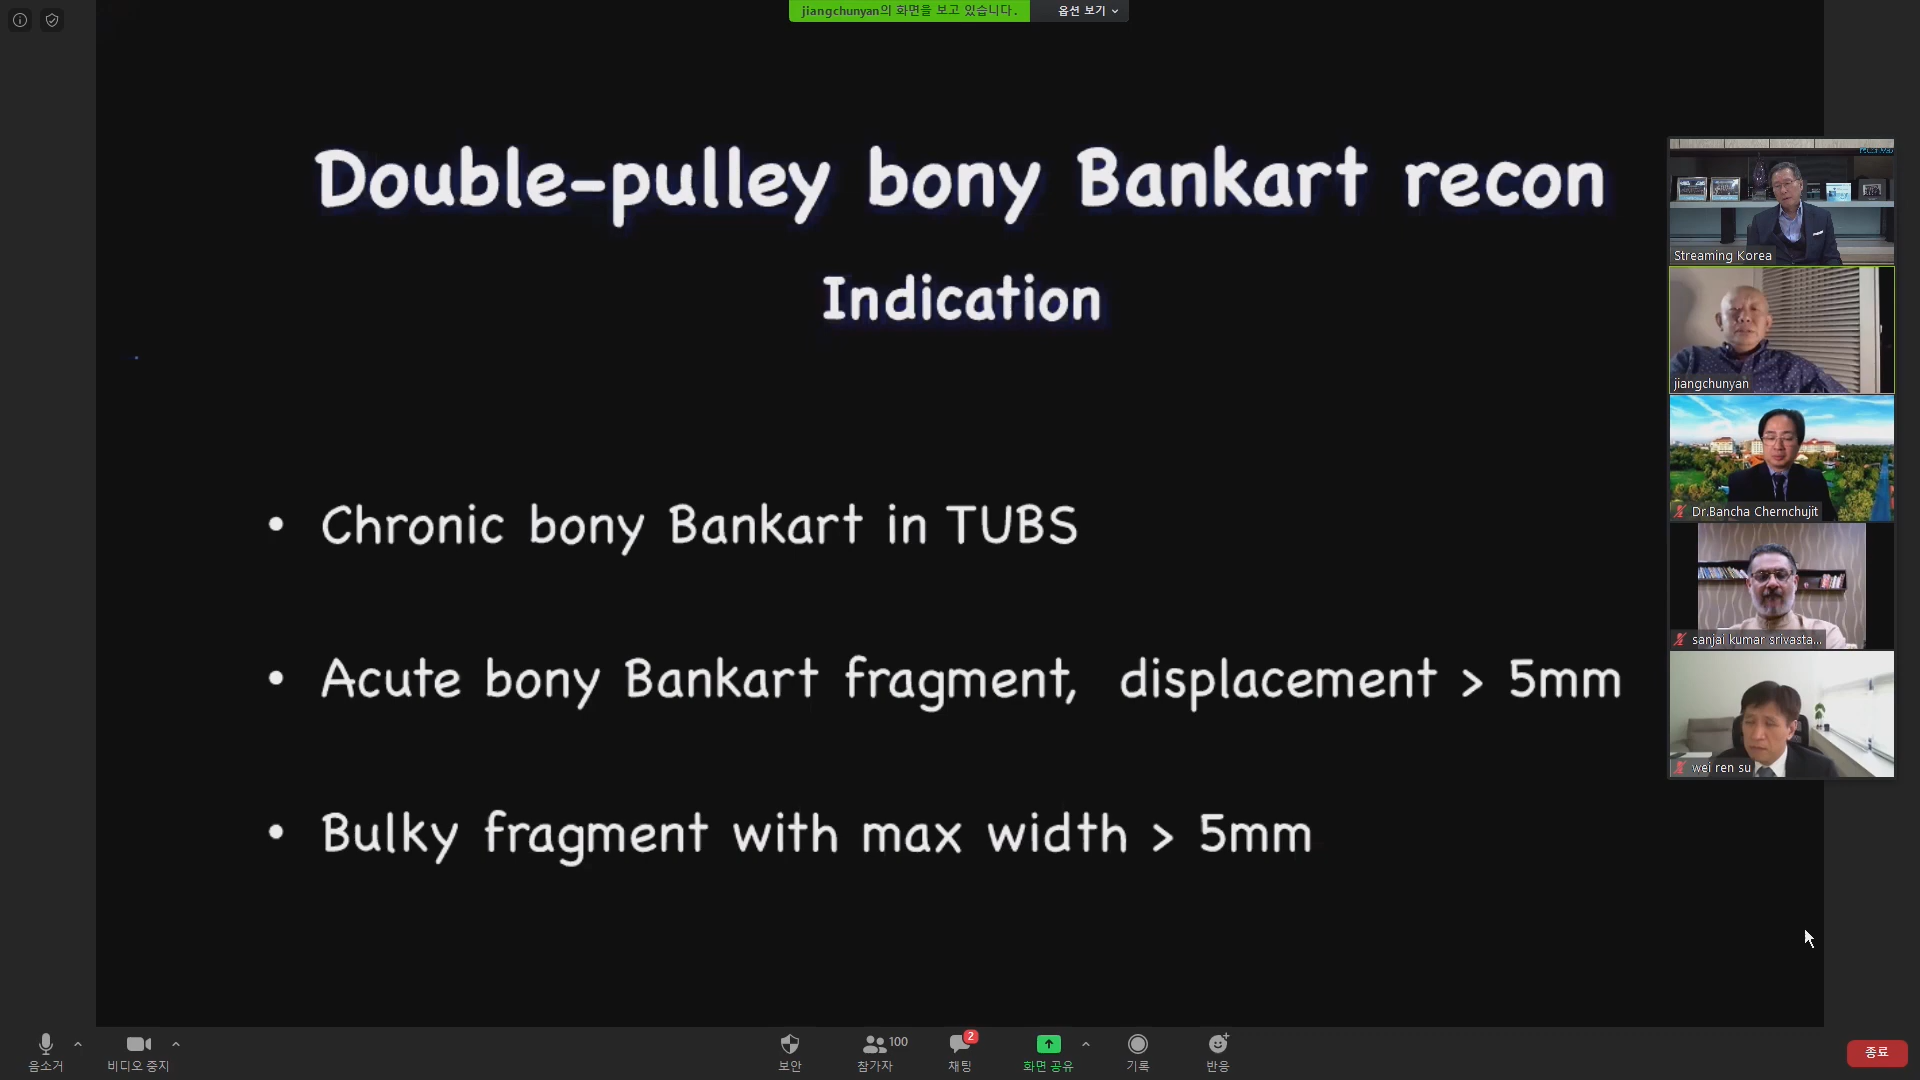 jiangchunyan의 화면을 보고 있습니다.
옵션 보기
Double-pulley bony Bankart recon
Indication
• Chronic bony Bankart in TUBS
• Acute bony Bankart fragment, displacement > 5mm
• Bulky fragment with max width > 5mm
Streaming Korea
jiangchunyan
Dr.Bancha Chernchujit
sanjai kumar srivasta...
wei ren su
음소거
비디오 중지
보안
100
참가자
2
채팅
화면 공유
기록
반응
종료